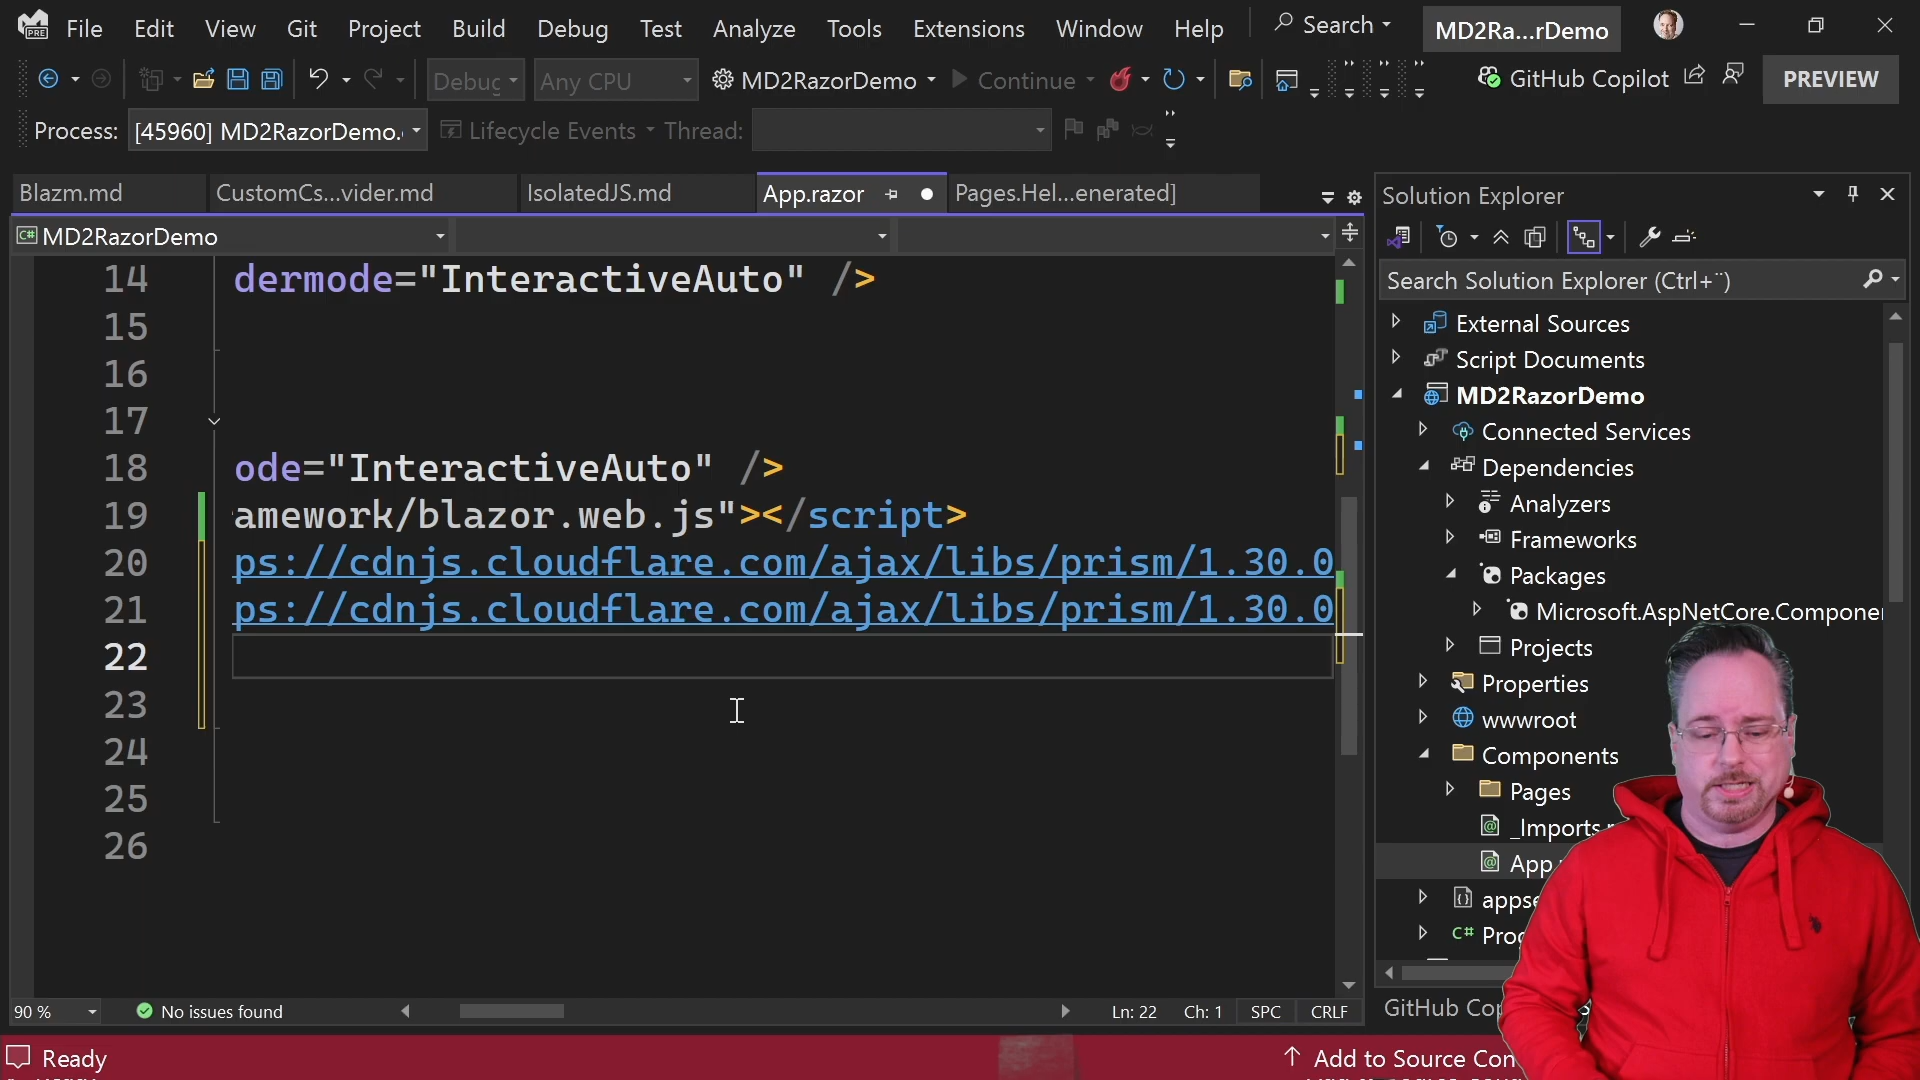 File Edit View Git Project Build Debug Test Analyze Tools Extensions Window Help Search MD2Ra...rDemo
PRE
Debug Any CPU MD2RazorDemo Continue GitHub Copilot PREVIEW
Process: [45960] MD2RazorDemo. Lifecycle Events Thread:
Blazm.md CustomCs...vider.md IsolatedJS.md App.razor Pages.Hel...enerated]
C# MD2RazorDemo
14 dermode="InteractiveAuto" />
15
16
17
18 ode="InteractiveAuto" />
19 amework/blazor.web.js"></script>
20 ps://cdnjs.cloudflare.com/ajax/libs/prism/1.30.0
21 ps://cdnjs.cloudflare.com/ajax/libs/prism/1.30.0
22
23
24
25
26
90 % No issues found Ln: 22 Ch: 1 SPC CRLF
Solution Explorer
Search Solution Explorer (Ctrl+¨)
External Sources
Script Documents
MD2RazorDemo
Connected Services
Dependencies
Analyzers
Frameworks
Packages
Microsoft.AspNetCore.Componen
Projects
Properties
wwwroot
Components
Pages
_Imports.
App.
appse
C# Prog
GitHub Cop
Ready Add to Source Con